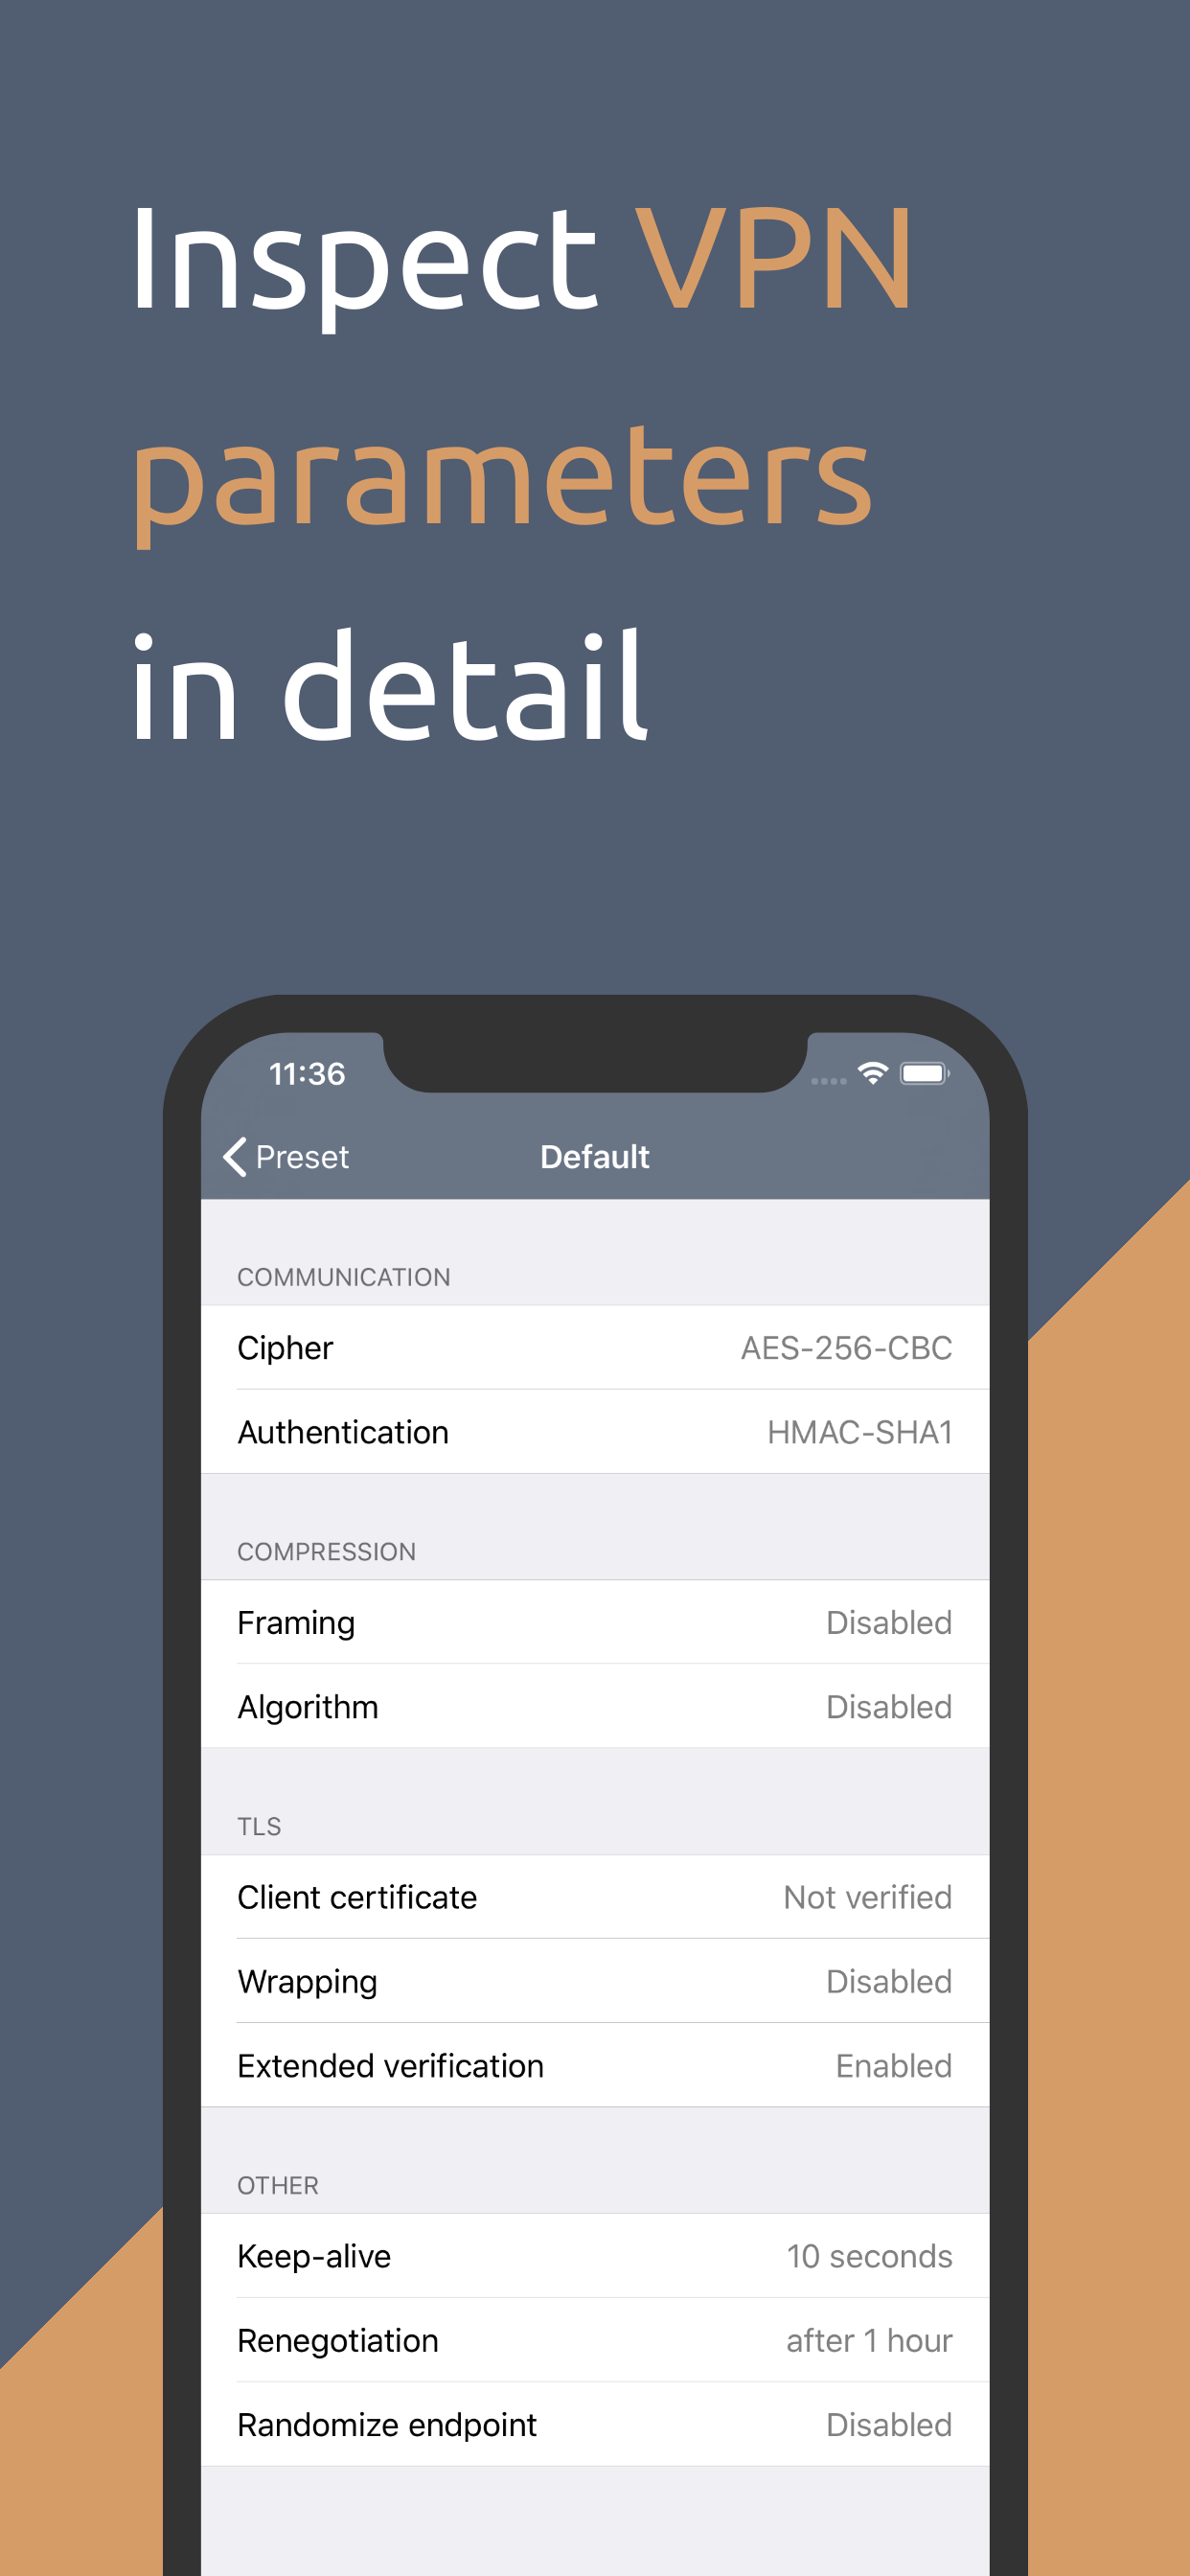 Inspect VPN
parameters
in detail
11:36
Preset Default
COMMUNICATION
Cipher AES-256-CBC
Authentication HMAC-SHA1
COMPRESSION
Framing Disabled
Algorithm Disabled
TLS
Client certificate Not verified
Wrapping Disabled
Extended verification Enabled
OTHER
Keep-alive 10 seconds
Renegotiation after 1 hour
Randomize endpoint Disabled